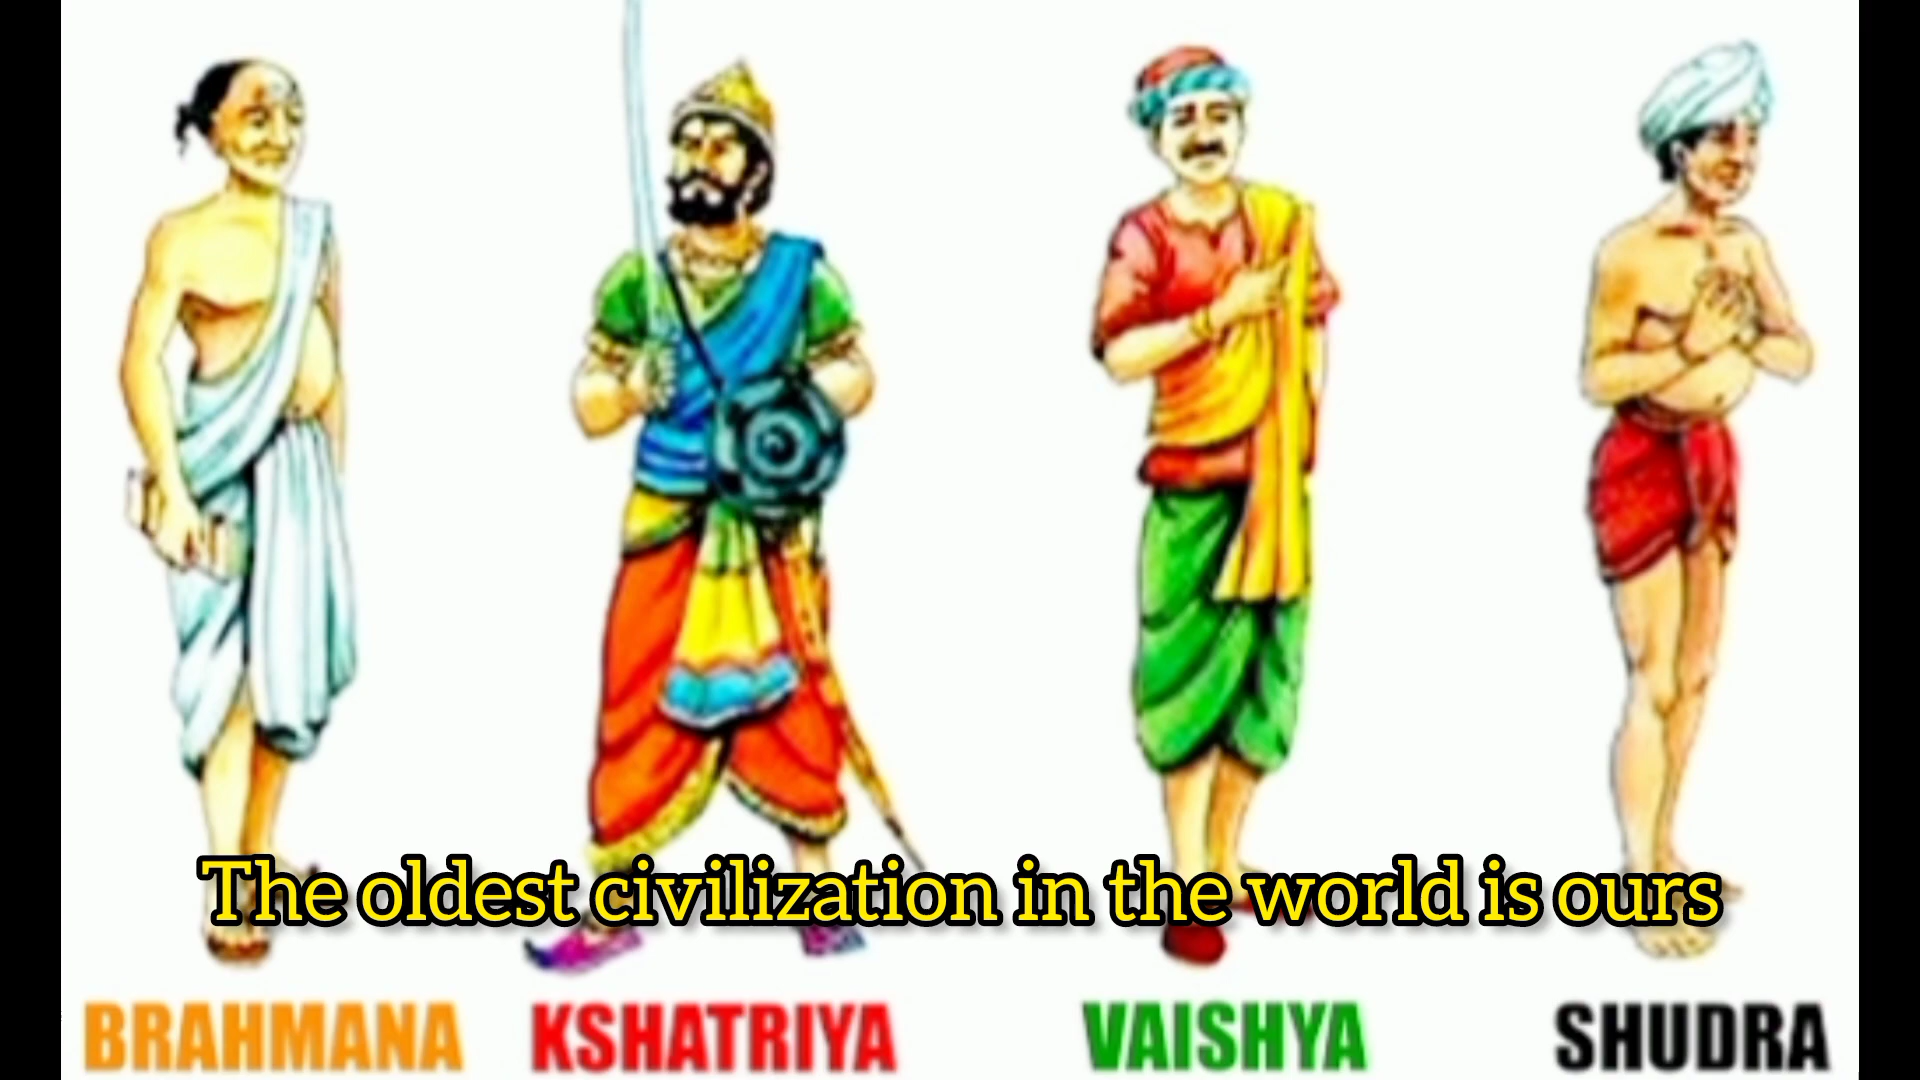 The oldest civilization in the world is ours
BRAHMANA KSHATRIYA VAISHYA SHUDRA